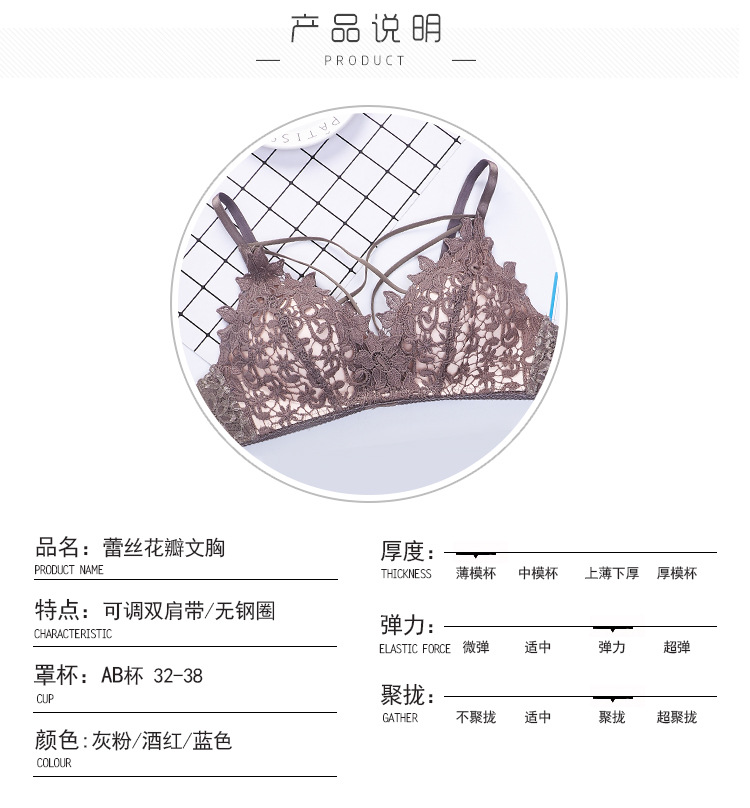 产品说明
PRODUCT
PATIS
品名：蕾丝花瓣文胸
PRODUCT NAME
特点：可调双肩带/无钢圈
CHARACTERISTIC
罩杯：AB杯 32-38
CUP
颜色:灰粉/酒红/蓝色
COLOUR
厚度：
THICKNESS 薄模杯 中模杯 上薄下厚 厚模杯
弹力：
ELASTIC FORCE 微弹 适中 弹力 超弹
聚拢：
GATHER 不聚拢 适中 聚拢 超聚拢